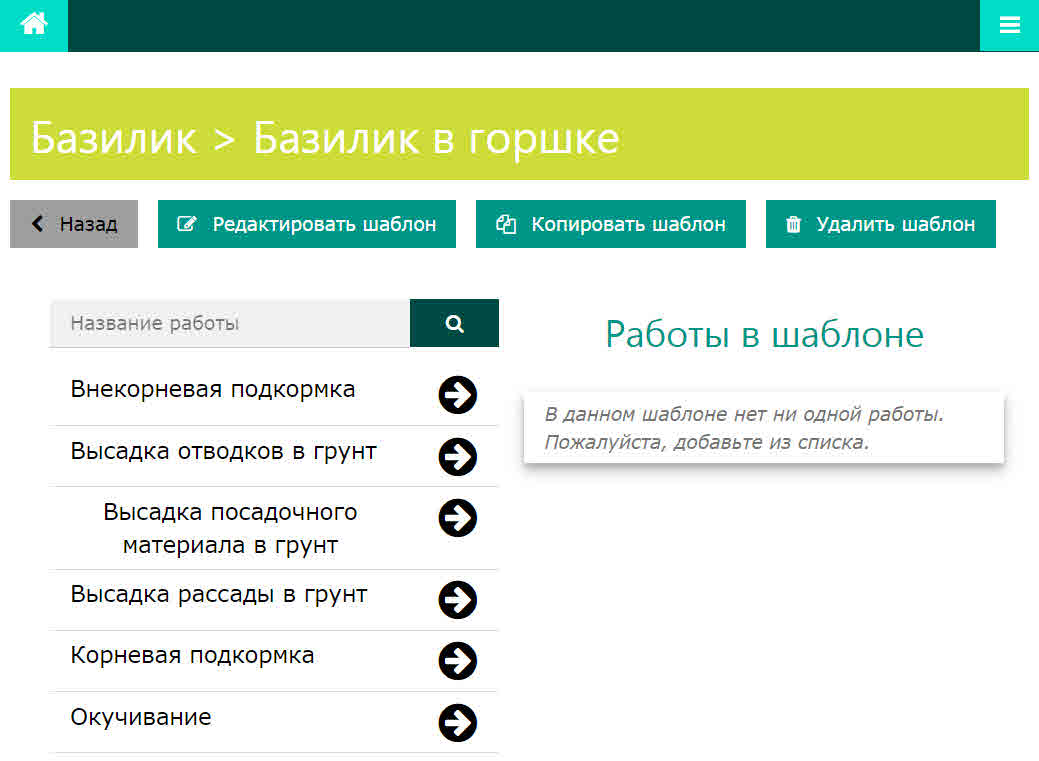 Базилик > Базилик в горшке
Назад
Редактировать шаблон
Копировать шаблон
Удалить шаблон
Название работы
Внекорневая подкормка
Высадка отводков в грунт
Высадка посадочного
материала в грунт
Высадка рассады в грунт
Корневая подкормка
Окучивание
Работы в шаблоне
В данном шаблоне нет ни одной работы.
Пожалуйста, добавьте из списка.